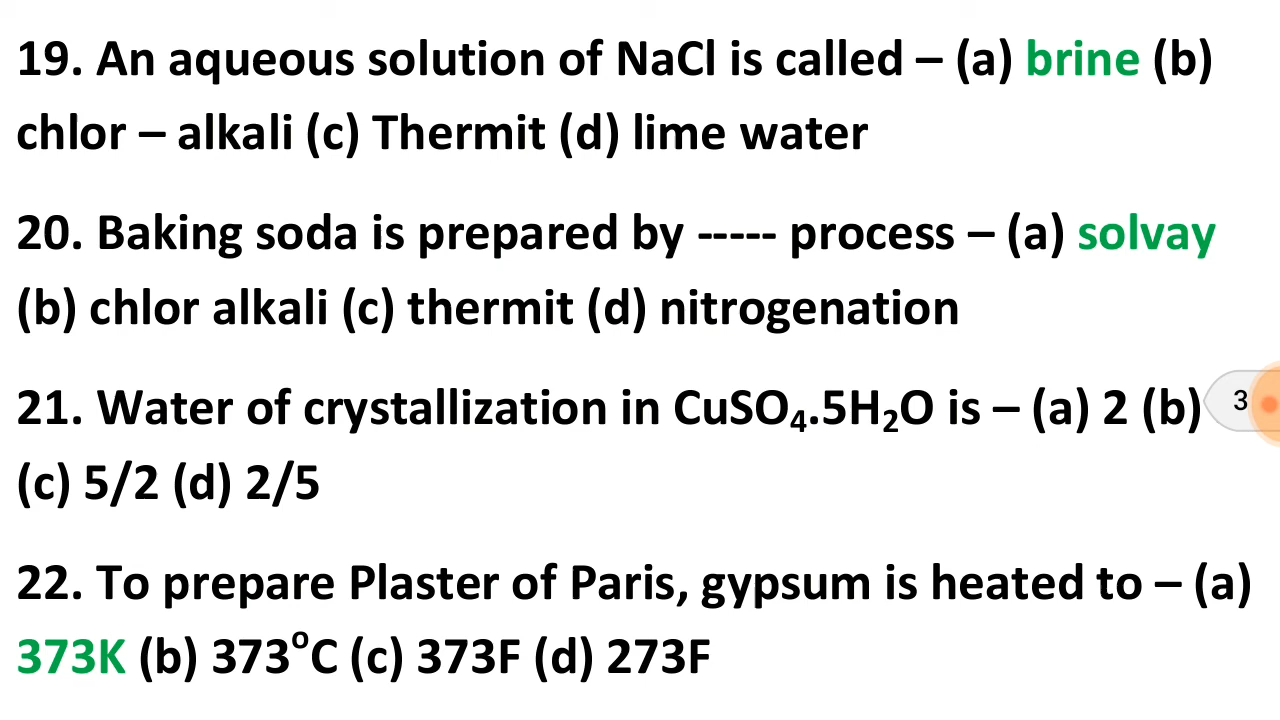 19. An aqueous solution of NaCl is called – (a) brine (b)
chlor – alkali (c) Thermit (d) lime water
20. Baking soda is prepared by ----- process – (a) solvay
(b) chlor alkali (c) thermit (d) nitrogenation
21. Water of crystallization in CuSO₄.5H₂O is – (a) 2 (b)
3
(c) 5/2 (d) 2/5
22. To prepare Plaster of Paris, gypsum is heated to – (a)
373K (b) 373°C (c) 373F (d) 273F